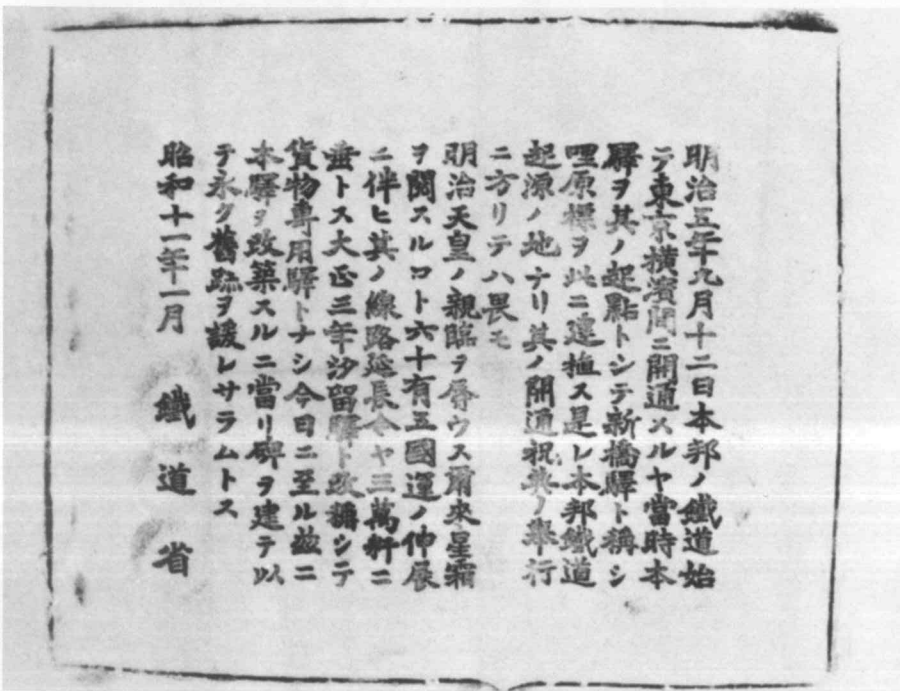 明治五年九月十二日本邦ノ鐵道始
テ東京横濱間ニ開通スルヤ當時本
驛ヲ其ノ起點トシテ新橋驛ト稱シ
哩原標ヲ此ニ建植ス是レ本邦鐵道
起源ノ地ナリ其ノ開通祝典ノ擧行
ニ方リテハ畏モ
明治天皇ノ親臨ヲ辱ウス爾來星霜
ヲ閲スルコト六十有五國運ノ伸展
ニ伴ヒ其ノ線路延長今ヤ三萬粁ニ
垂トス大正三年汐留驛ト改稱シテ
貨物專用驛トナシ今日ニ至ル玆ニ
本驛ヲ改築スルニ當リ碑ヲ建テ以
テ永ク舊跡ヲ諼レサラムトス
昭和十一年一月 鐵道省